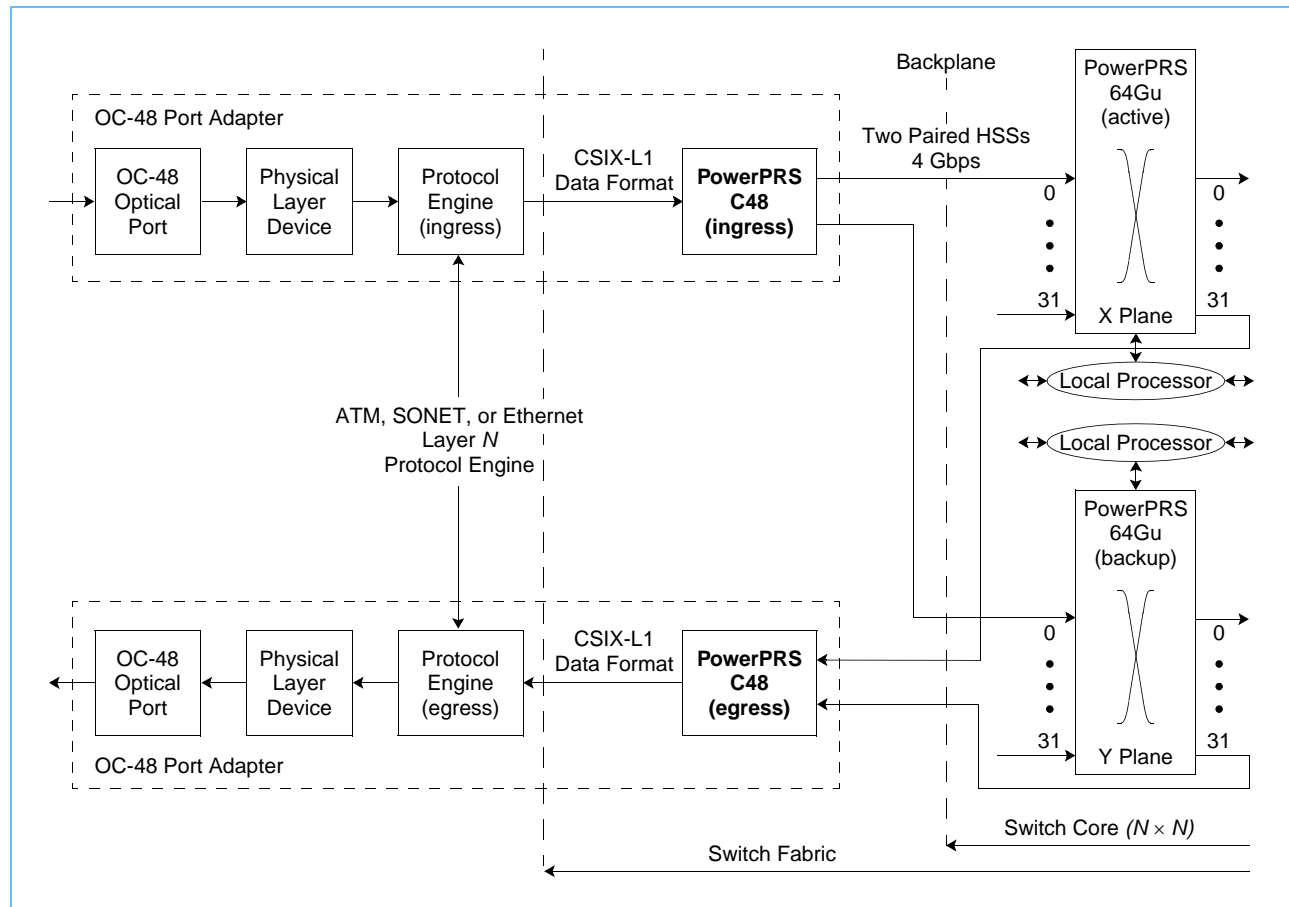 Backplane
PowerPRS
64Gu
(active)
OC-48 Port Adapter
Two Paired HSSs
4 Gbps
CSIX-L1
Data Format
OC-48
Optical
Port
Physical
Layer
Device
Protocol
Engine
(ingress)
PowerPRS
C48
(ingress)
0
0
31
31
X Plane
Local Processor
ATM, SONET, or Ethernet
Layer N
Protocol Engine
Local Processor
PowerPRS
64Gu
(backup)
CSIX-L1
Data Format
OC-48
Optical
Port
Physical
Layer
Device
Protocol
Engine
(egress)
PowerPRS
C48
(egress)
0
0
31
31
Y Plane
OC-48 Port Adapter
Switch Core (N × N)
Switch Fabric